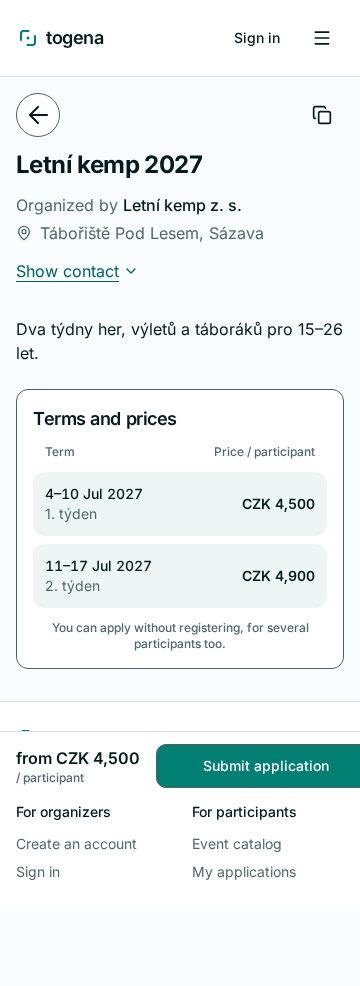 togena
Sign in
Letní kemp 2027
Organized by Letní kemp z. s.
Tábořiště Pod Lesem, Sázava
Show contact
Dva týdny her, výletů a táboráků pro 15–26
let.
Terms and prices
Term
Price / participant
4–10 Jul 2027
1. týden
CZK 4,500
11–17 Jul 2027
2. týden
CZK 4,900
You can apply without registering, for several
participants too.
from CZK 4,500
/ participant
Submit application
For organizers
For participants
Create an account
Event catalog
Sign in
My applications